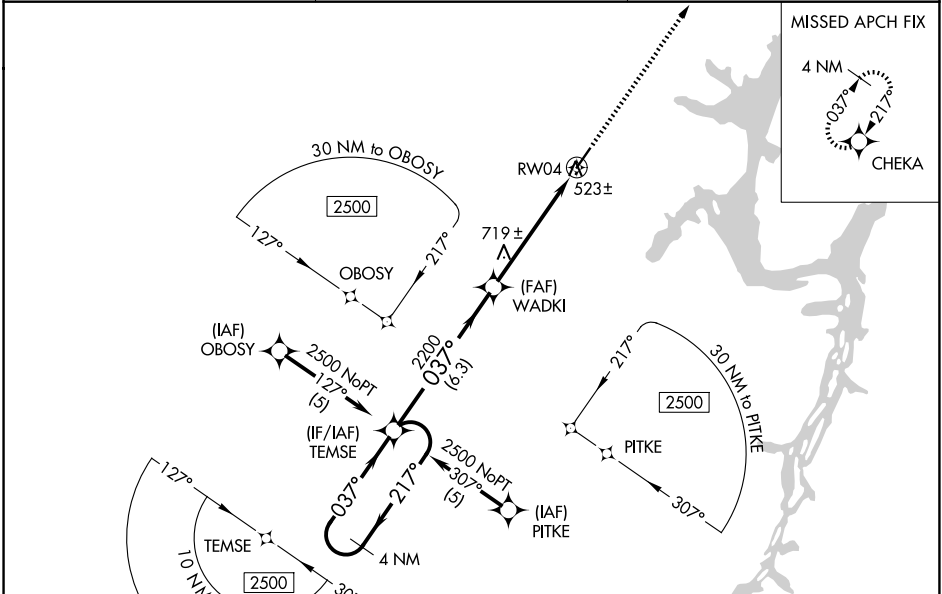 MISSED APCH FIX
4 NM
037°
217°
CHEKA
30 NM to OBOSY
2500
127°
217°
OBOSY
RW04
523±
719±
(FAF)
WADKI
(IAF)
OBOSY
2500 NoPT
127°
(5)
2200
037°
(6.3)
(IF/IAF)
TEMSE
037°
217°
4 NM
2500 NoPT
307°
(5)
(IAF)
PITKE
30 NM to PITKE
2500
217°
PITKE
307°
127°
TEMSE
10 NM
2500